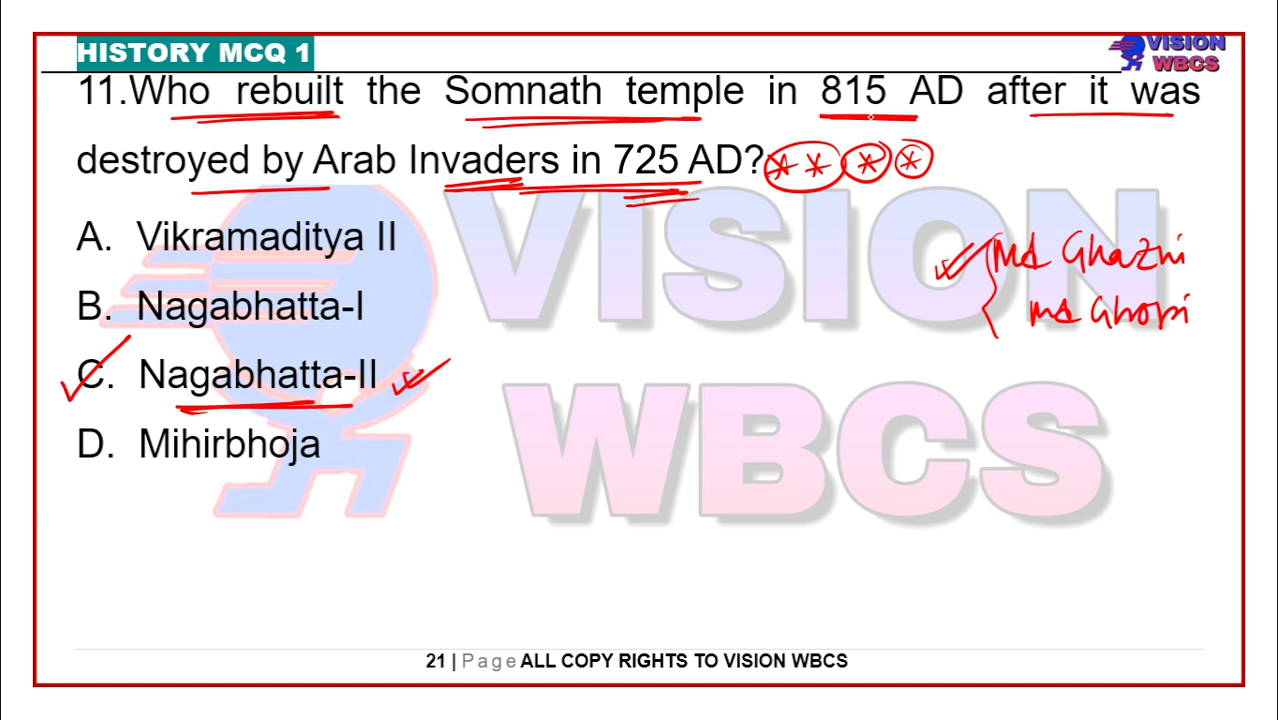 HISTORY MCQ 1
VISION
WBCS
11.Who rebuilt the Somnath temple in 815 AD after it was
destroyed by Arab Invaders in 725 AD?
A. Vikramaditya II
B. Nagabhatta-I
C. Nagabhatta-II
D. Mihirbhoja
Md Ghazni
Md Ghori
VISION
WBCS
21 | Page ALL COPY RIGHTS TO VISION WBCS